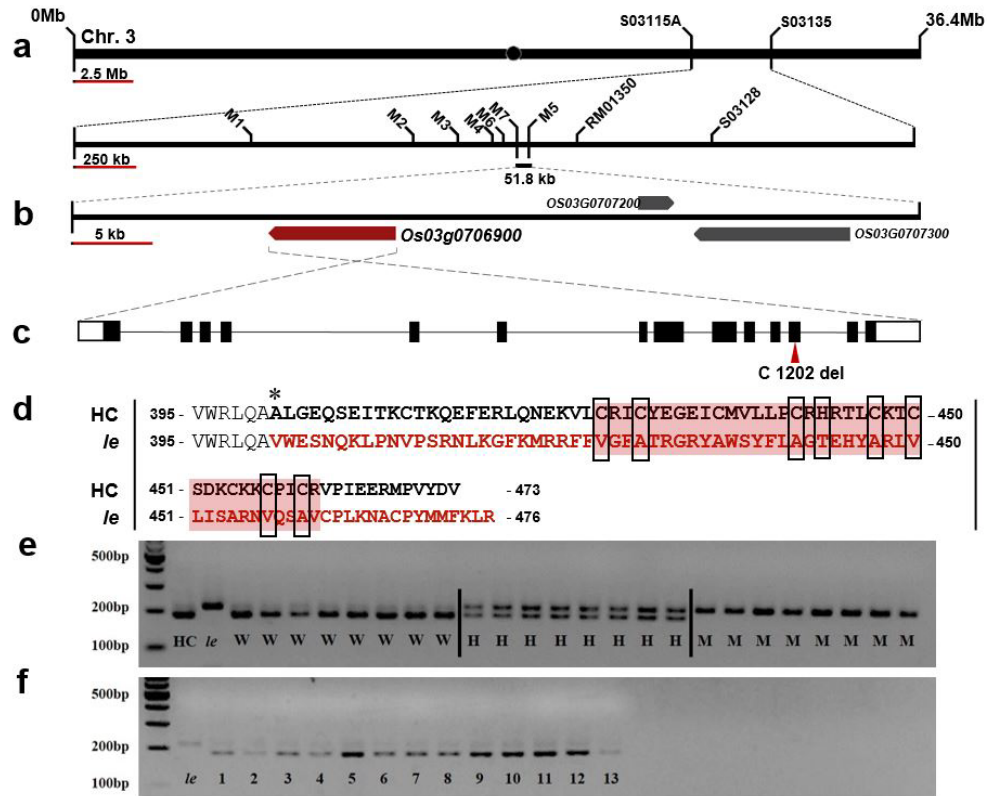 0Mb
S03115A
S03135
36.4Mb
a
Chr. 3
2.5 Mb
M1
M2
M3
M4
M6
M7
M5
RM01350
S03128
250 kb
51.8 kb
b
OS03G0707200
5 kb
Os03g0706900
OS03G0707300
c
C 1202 del
d
*
HC 395 - VWRLQAALGEQSEITKCTKQEFERLQNEKVLCRICYEGEICMVLLPCRHRTLCKTC - 450
le 395 - VWRLQAVWESNQKLPNVPSRNLKGFKMRRFFVGFATRGRYAWSYFLAGTEHYARLV - 450
HC 451 - SDKCKKCPICRVPIEERMPVYDV - 473
le 451 - LISARNVQSAVCPLKNACPYMMFKLR - 476
e
500bp
200bp
100bp
HC le W W W W W W W W H H H H H H H H M M M M M M M M
f
500bp
200bp
100bp
le 1 2 3 4 5 6 7 8 9 10 11 12 13